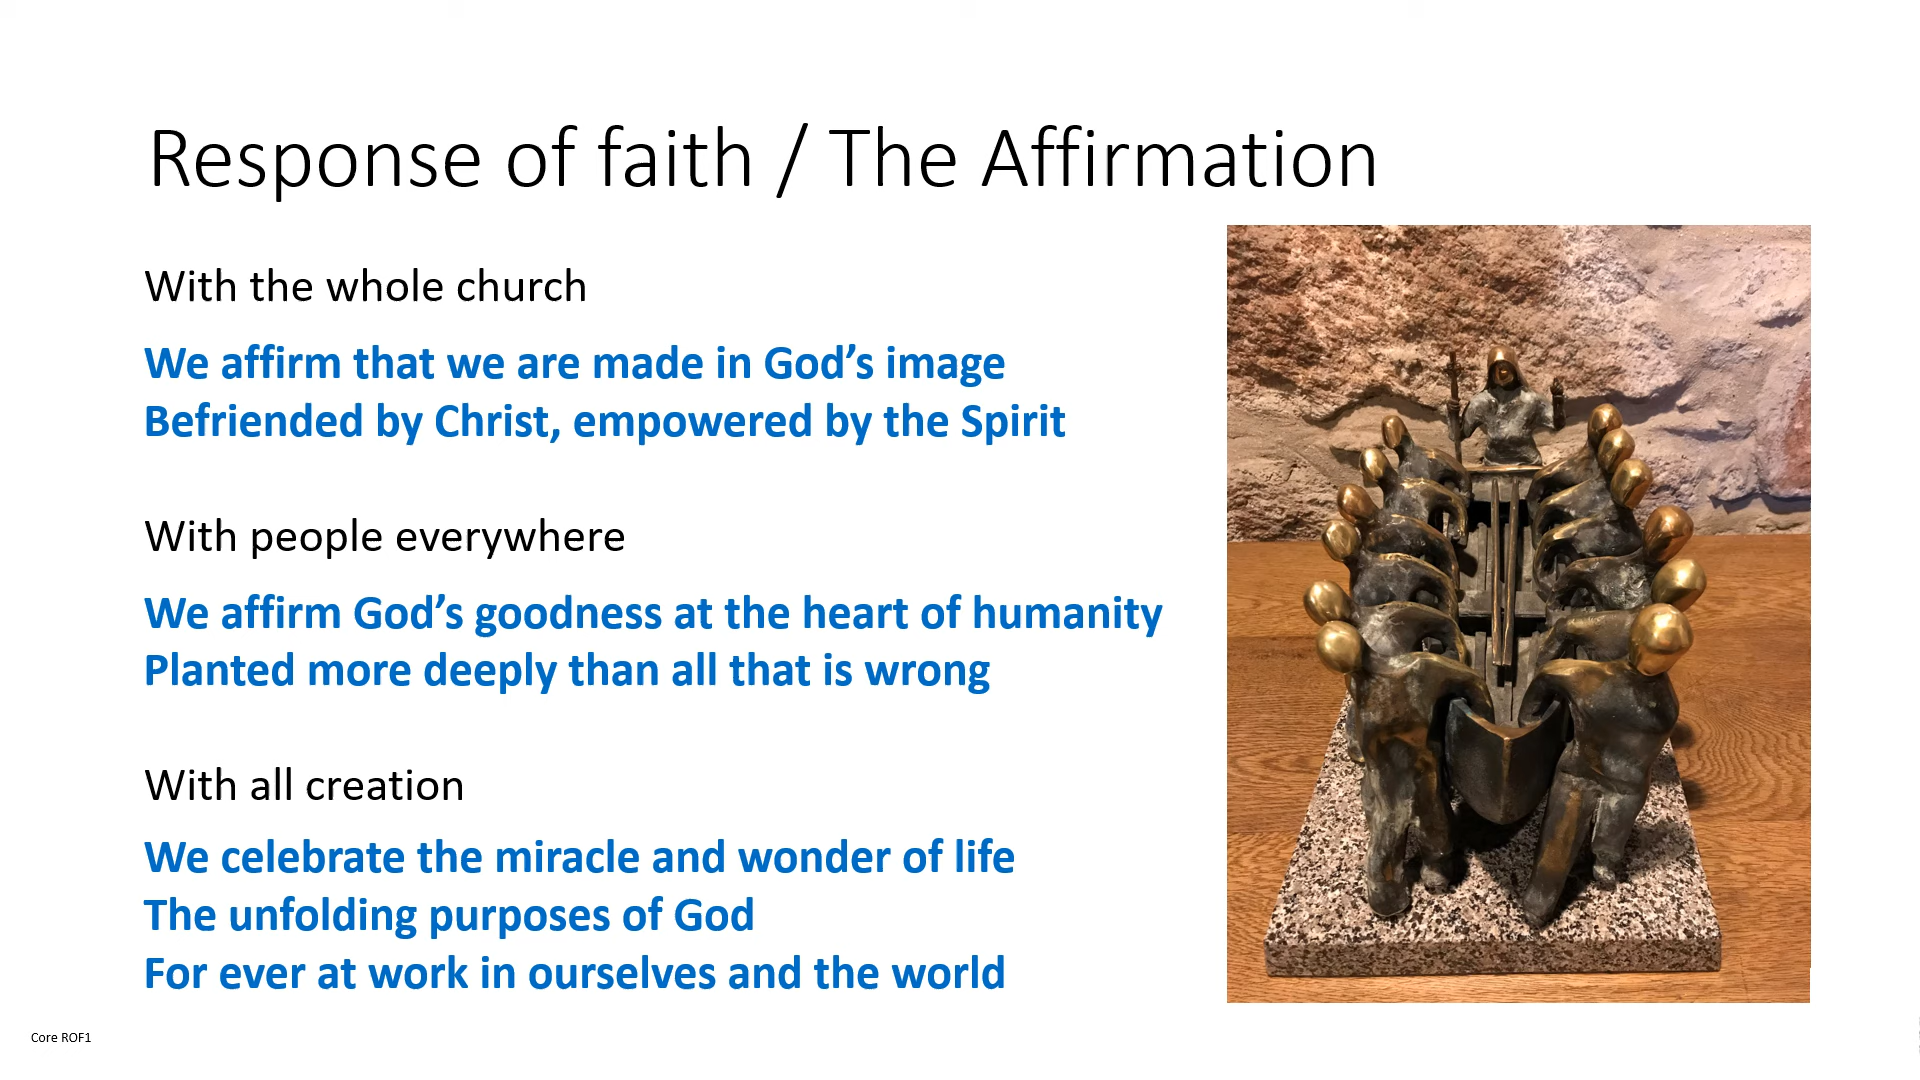 Response of faith / The Affirmation
With the whole church
We affirm that we are made in God’s image
Befriended by Christ, empowered by the Spirit
With people everywhere
We affirm God’s goodness at the heart of humanity
Planted more deeply than all that is wrong
With all creation
We celebrate the miracle and wonder of life
The unfolding purposes of God
For ever at work in ourselves and the world
Core ROF1